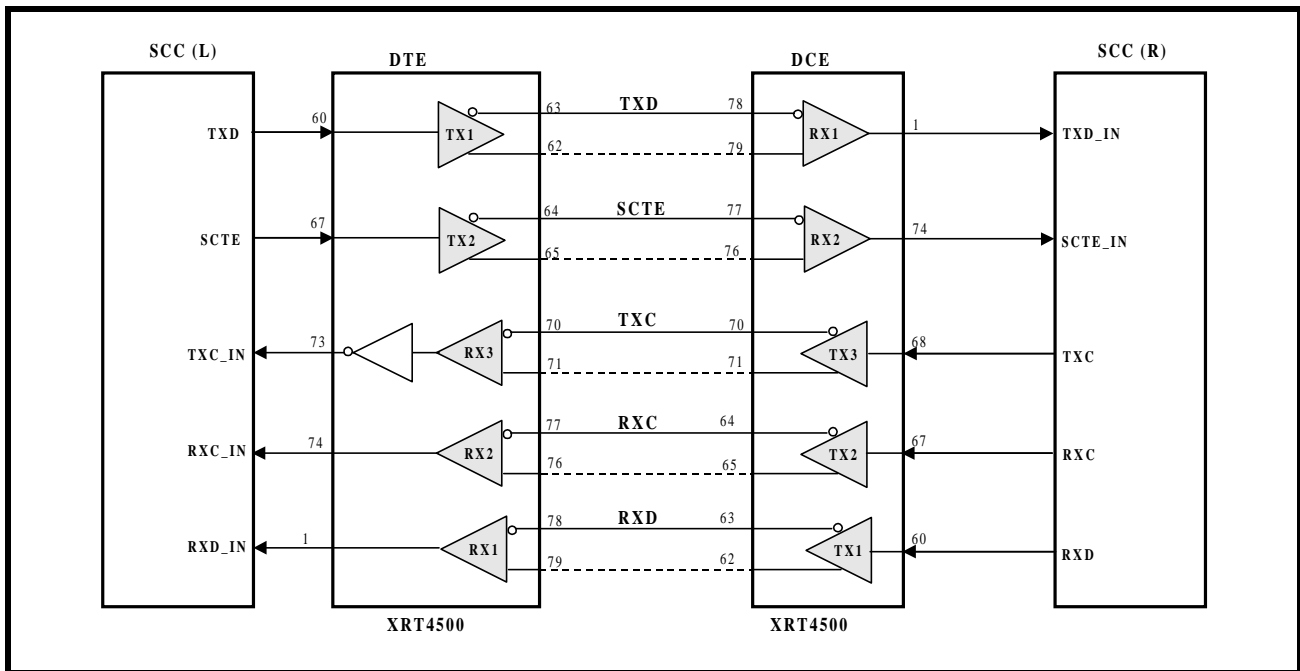 SCC (L)
DTE
DCE
SCC (R)
TXD
60
TX1
63
TXD
78
RX1
1
TXD_IN
62
79
SCTE
67
TX2
64
SCTE
77
RX2
74
SCTE_IN
65
76
TXC_IN
73
RX3
70
TXC
70
TX3
68
TXC
71
71
RXC_IN
74
RX2
77
RXC
64
TX2
67
RXC
76
65
RXD_IN
1
RX1
78
RXD
63
TX1
60
RXD
79
62
XRT4500
XRT4500